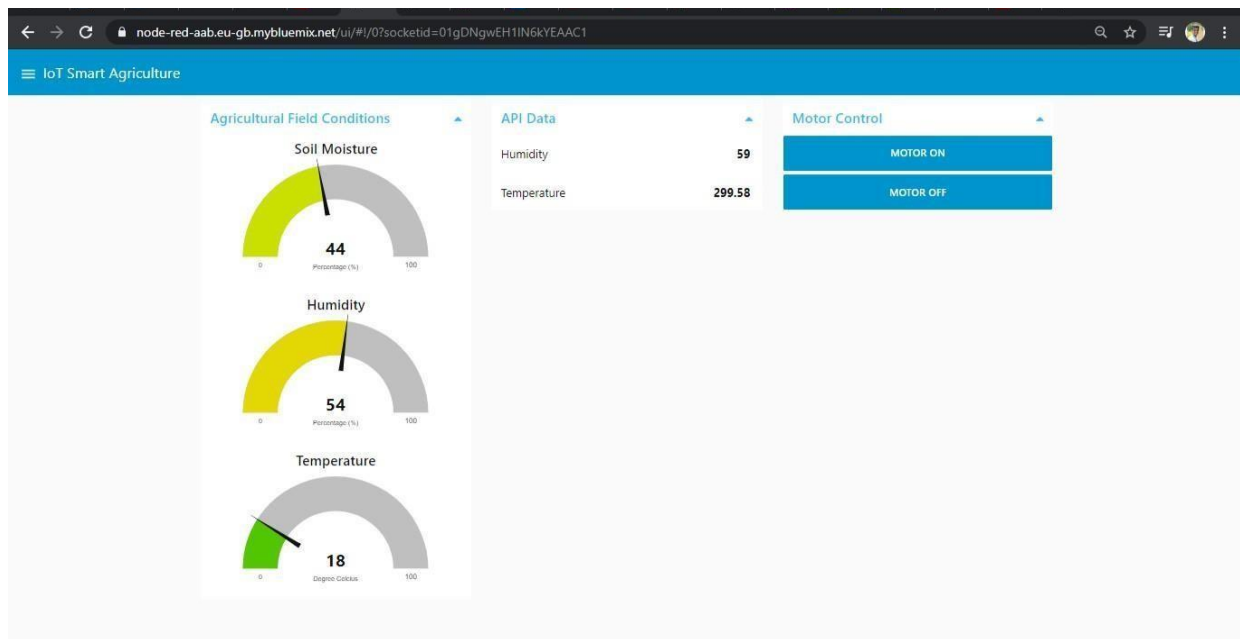 node-red-aab.eu-gb.mybluemix.net/ui/#!/0?socketid=01gDNgwEH1IN6kYEAAC1
IoT Smart Agriculture
Agricultural Field Conditions
Soil Moisture
44
0 Percentage (%) 100
Humidity
54
0 Percentage (%) 100
Temperature
18
0 Degree Celcius 100
API Data
Humidity 59
Temperature 299.58
Motor Control
MOTOR ON
MOTOR OFF